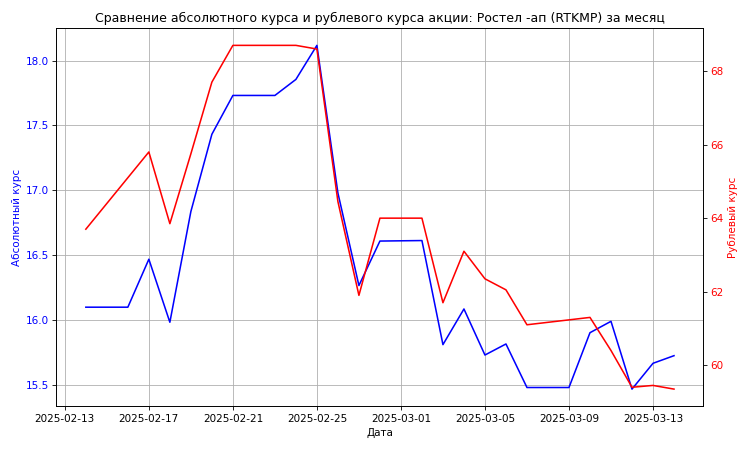 Сравнение абсолютного курса и рублевого курса акции: Ростел -ап (RTKMP) за месяц
18.0
17.5
17.0
16.5
16.0
15.5
Абсолютный курс
68
66
64
62
60
Рублевый курс
2025-02-13 2025-02-17 2025-02-21 2025-02-25 2025-03-01 2025-03-05 2025-03-09 2025-03-13
Дата